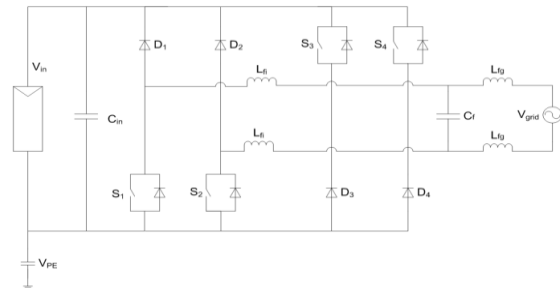 D1 D2 S3 S4
Vin
Lfi Lfg
Cin Cf Vgrid
Lfi Lfg
S1 S2 D3 D4
VPE